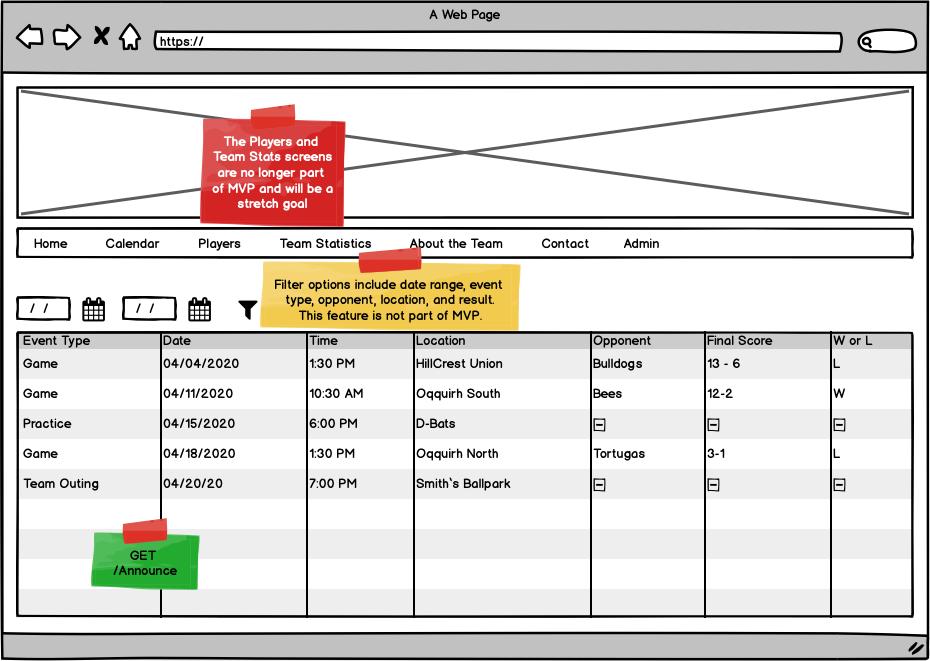 A Web Page
https://
The Players and
Team Stats screens
are no longer part
of MVP and will be a
stretch goal
Home Calendar Players Team Statistics About the Team Contact Admin
Filter options include date range, event
type, opponent, location, and result.
This feature is not part of MVP.
/ / / /
Event Type Date Time Location Opponent Final Score W or L
Game 04/04/2020 1:30 PM HillCrest Union Bulldogs 13 - 6 L
Game 04/11/2020 10:30 AM Oqquirh South Bees 12-2 W
Practice 04/15/2020 6:00 PM D-Bats
Game 04/18/2020 1:30 PM Oqquirh North Tortugas 3-1 L
Team Outing 04/20/20 7:00 PM Smith's Ballpark
GET
/Announce